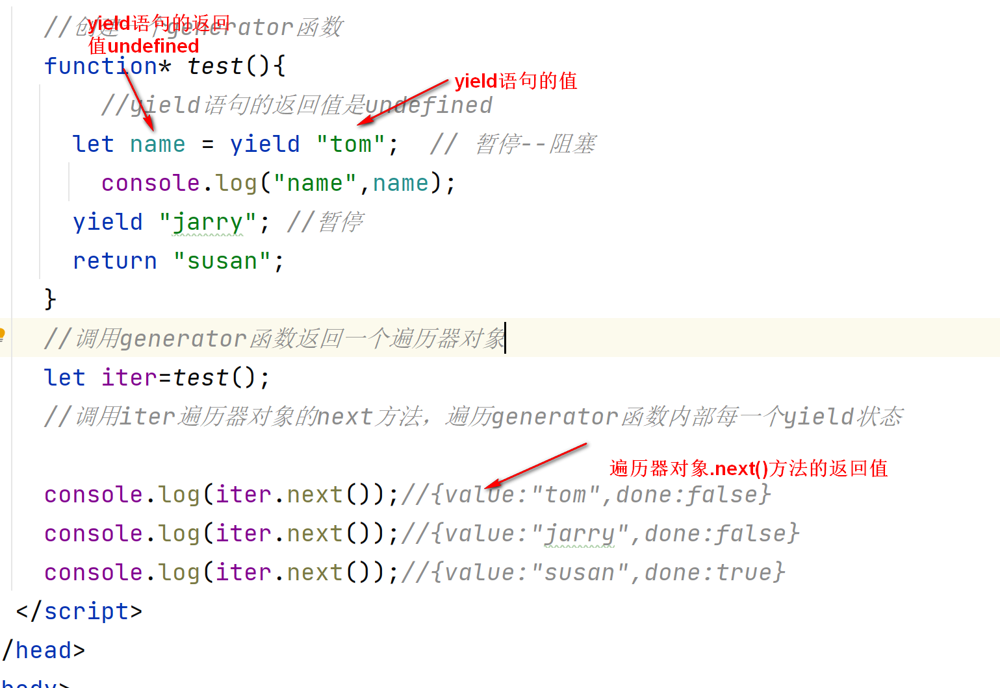 //创建一个generator函数
yield语句的返回
值undefined
function* test(){
yield语句的值
//yield语句的返回值是undefined
let name = yield "tom";  // 暂停--阻塞
console.log("name",name);
yield "jarry"; //暂停
return "susan";
}
//调用generator函数返回一个遍历器对象
let iter=test();
//调用iter遍历器对象的next方法，遍历generator函数内部每一个yield状态
遍历器对象.next()方法的返回值
console.log(iter.next());//{value:"tom",done:false}
console.log(iter.next());//{value:"jarry",done:false}
console.log(iter.next());//{value:"susan",done:true}
</script>
/head>
body>